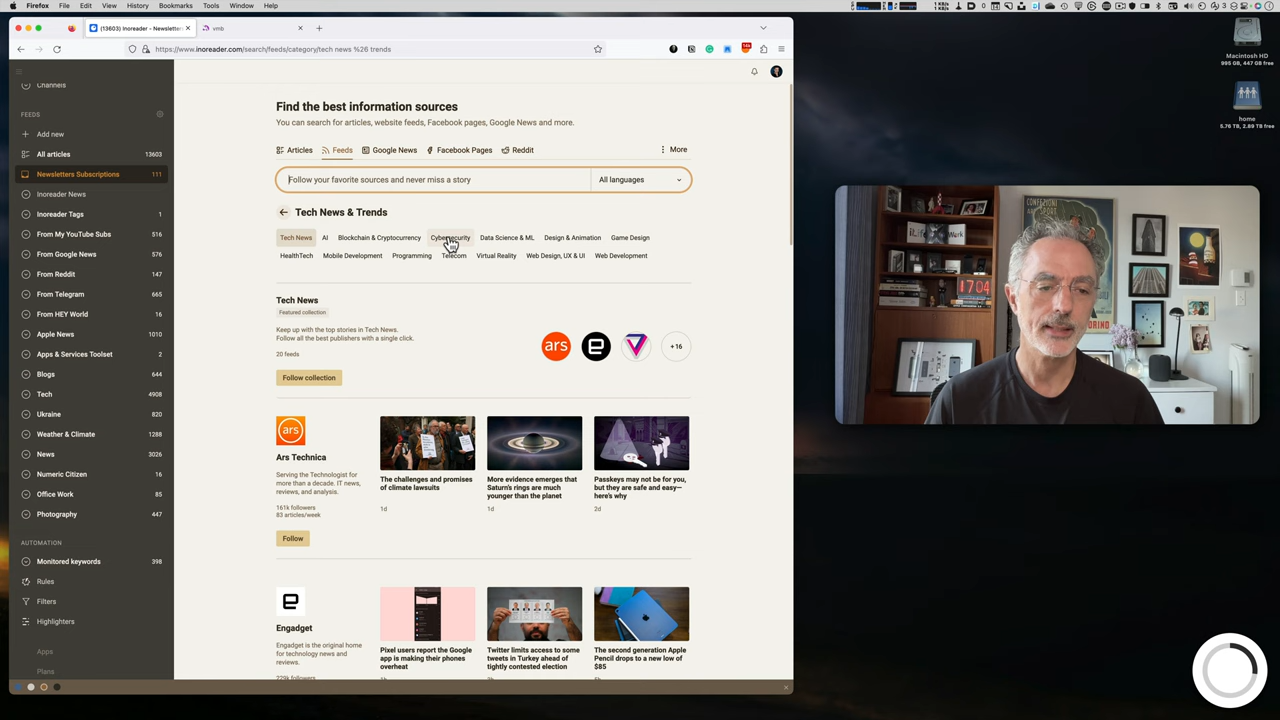 Firefox File Edit View History Bookmarks Tools Window Help
(13603) Inoreader - Newsletters
vmb
https://www.inoreader.com/search/feeds/category/tech news %26 trends
Channels
FEEDS
Add new
All articles 13603
Newsletters Subscriptions 111
Inoreader News
Inoreader Tags 1
From My YouTube Subs 516
From Google News 576
From Reddit 147
From Telegram 665
From HEY World 16
Apple News 1010
Apps & Services Toolset 2
Blogs 644
Tech 4908
Ukraine 820
Weather & Climate 1288
News 3026
Numeric Citizen 16
Office Work 85
Photography 447
AUTOMATION
Monitored keywords 398
Rules
Filters
Highlighters
Apps
Plans
Find the best information sources
You can search for articles, website feeds, Facebook pages, Google News and more.
Articles Feeds Google News Facebook Pages Reddit More
Follow your favorite sources and never miss a story All languages
Tech News & Trends
Tech News AI Blockchain & Cryptocurrency Cybersecurity Data Science & ML Design & Animation Game Design
HealthTech Mobile Development Programming Telecom Virtual Reality Web Design, UX & UI Web Development
Tech News
Featured collection
Keep up with the top stories in Tech News.
Follow all the best publishers with a single click.
20 feeds
ars
+16
Follow collection
ars
Ars Technica
Serving the Technologist for
more than a decade. IT news,
reviews, and analysis.
161k followers
83 articles/week
Follow
The challenges and promises
of climate lawsuits
1d
More evidence emerges that
Saturn's rings are much
younger than the planet
1d
Passkeys may not be for you,
but they are safe and easy—
here's why
2d
Engadget
Engadget is the original home
for technology news and
reviews.
Pixel users report the Google
app is making their phones
overheat
Twitter limits access to some
tweets in Turkey ahead of
tightly contested election
The second generation Apple
Pencil drops to a new low of
$85
Macintosh HD
995 GB, 447 GB free
home
5.76 TB, 2.89 TB free
17 04